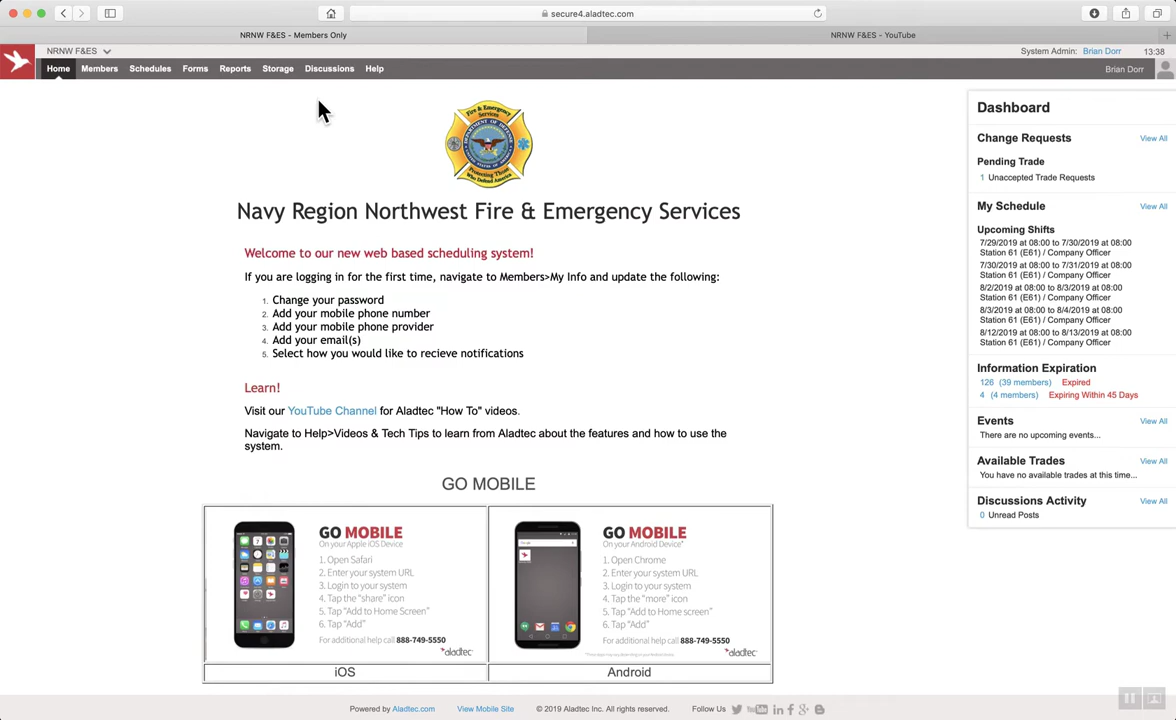 secure4.aladtec.com
NRNW F&ES - Members Only
NRNW F&ES - YouTube
NRNW F&ES
System Admin: Brian Dorr 13:38
Home Members Schedules Forms Reports Storage Discussions Help
Brian Dorr
Navy Region Northwest Fire & Emergency Services
Welcome to our new web based scheduling system!
If you are logging in for the first time, navigate to Members>My Info and update the following:
1. Change your password
2. Add your mobile phone number
3. Add your mobile phone provider
4. Add your email(s)
5. Select how you would like to recieve notifications
Learn!
Visit our YouTube Channel for Aladtec "How To" videos.
Navigate to Help>Videos & Tech Tips to learn from Aladtec about the features and how to use the
system.
GO MOBILE
GO MOBILE
On your Apple iOS Device
1. Open Safari
2. Enter your system URL
3. Login to your system
4. Tap the "share" icon
5. Tap "Add to Home Screen"
6. Tap "Add"
For additional help call 888-749-5550
aladtec
iOS
GO MOBILE
On your Android Device*
1. Open Chrome
2. Enter your system URL
3. Login to your system
4. Tap the "more" icon
5. Tap "Add to Home screen"
6. Tap "Add"
For additional help call 888-749-5550
aladtec
Android
Dashboard
Change Requests View All
Pending Trade
1 Unaccepted Trade Requests
My Schedule View All
Upcoming Shifts
7/29/2019 at 08:00 to 7/30/2019 at 08:00
Station 61 (E61) / Company Officer
7/30/2019 at 08:00 to 7/31/2019 at 08:00
Station 61 (E61) / Company Officer
8/2/2019 at 08:00 to 8/3/2019 at 08:00
Station 61 (E61) / Company Officer
8/3/2019 at 08:00 to 8/4/2019 at 08:00
Station 61 (E61) / Company Officer
8/12/2019 at 08:00 to 8/13/2019 at 08:00
Station 61 (E61) / Company Officer
Information Expiration
126 (39 members) Expired
4 (4 members) Expiring Within 45 Days
Events View All
There are no upcoming events...
Available Trades View All
You have no available trades at this time...
Discussions Activity View All
0 Unread Posts
Powered by Aladtec.com View Mobile Site © 2019 Aladtec Inc. All rights reserved. Follow Us